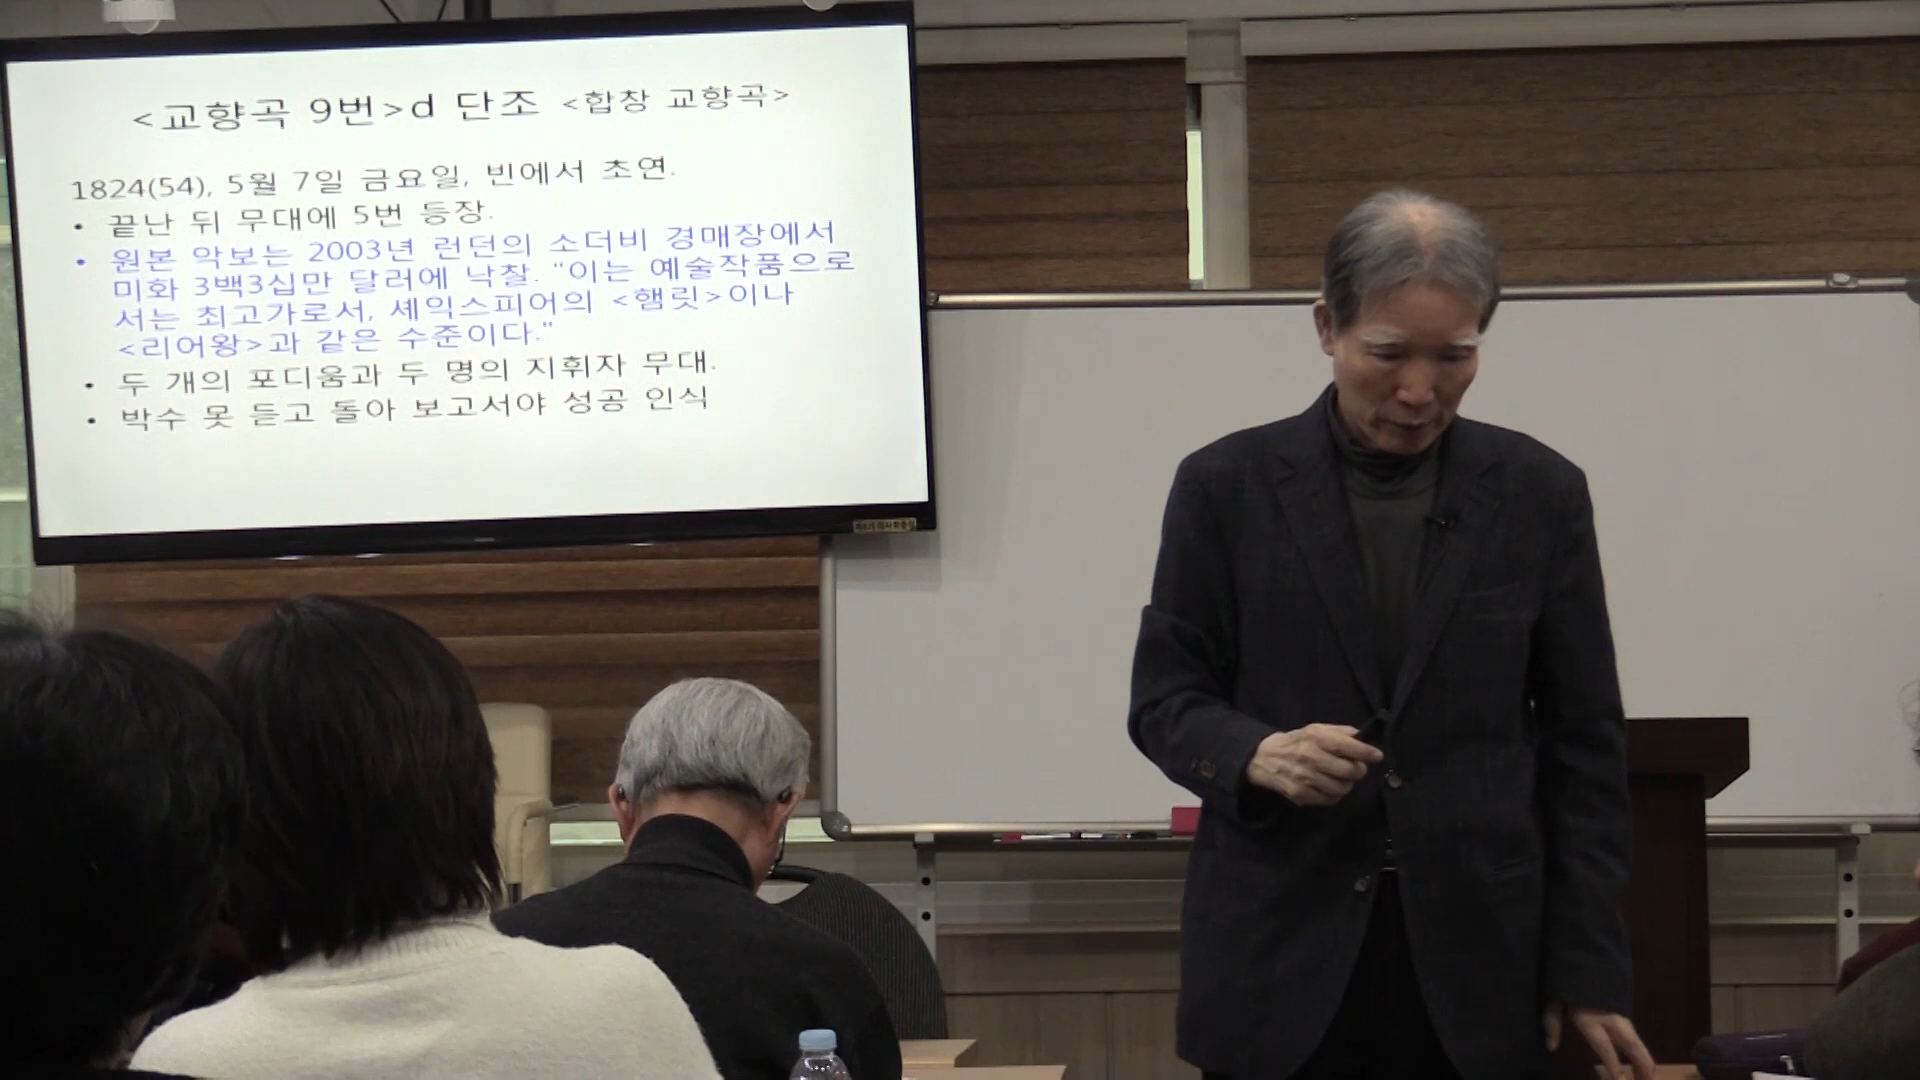 <교향곡 9번>d 단조 <합창 교향곡>
1824(54), 5월 7일 금요일, 빈에서 초연.
• 끝난 뒤 무대에 5번 등장.
• 원본 악보는 2003년 런던의 소더비 경매장에서
미화 3백3십만 달러에 낙찰. "이는 예술작품으로
서는 최고가로서, 셰익스피어의 <햄릿>이나
<리어왕>과 같은 수준이다."
• 두 개의 포디움과 두 명의 지휘자 무대.
• 박수 못 듣고 돌아 보고서야 성공 인식